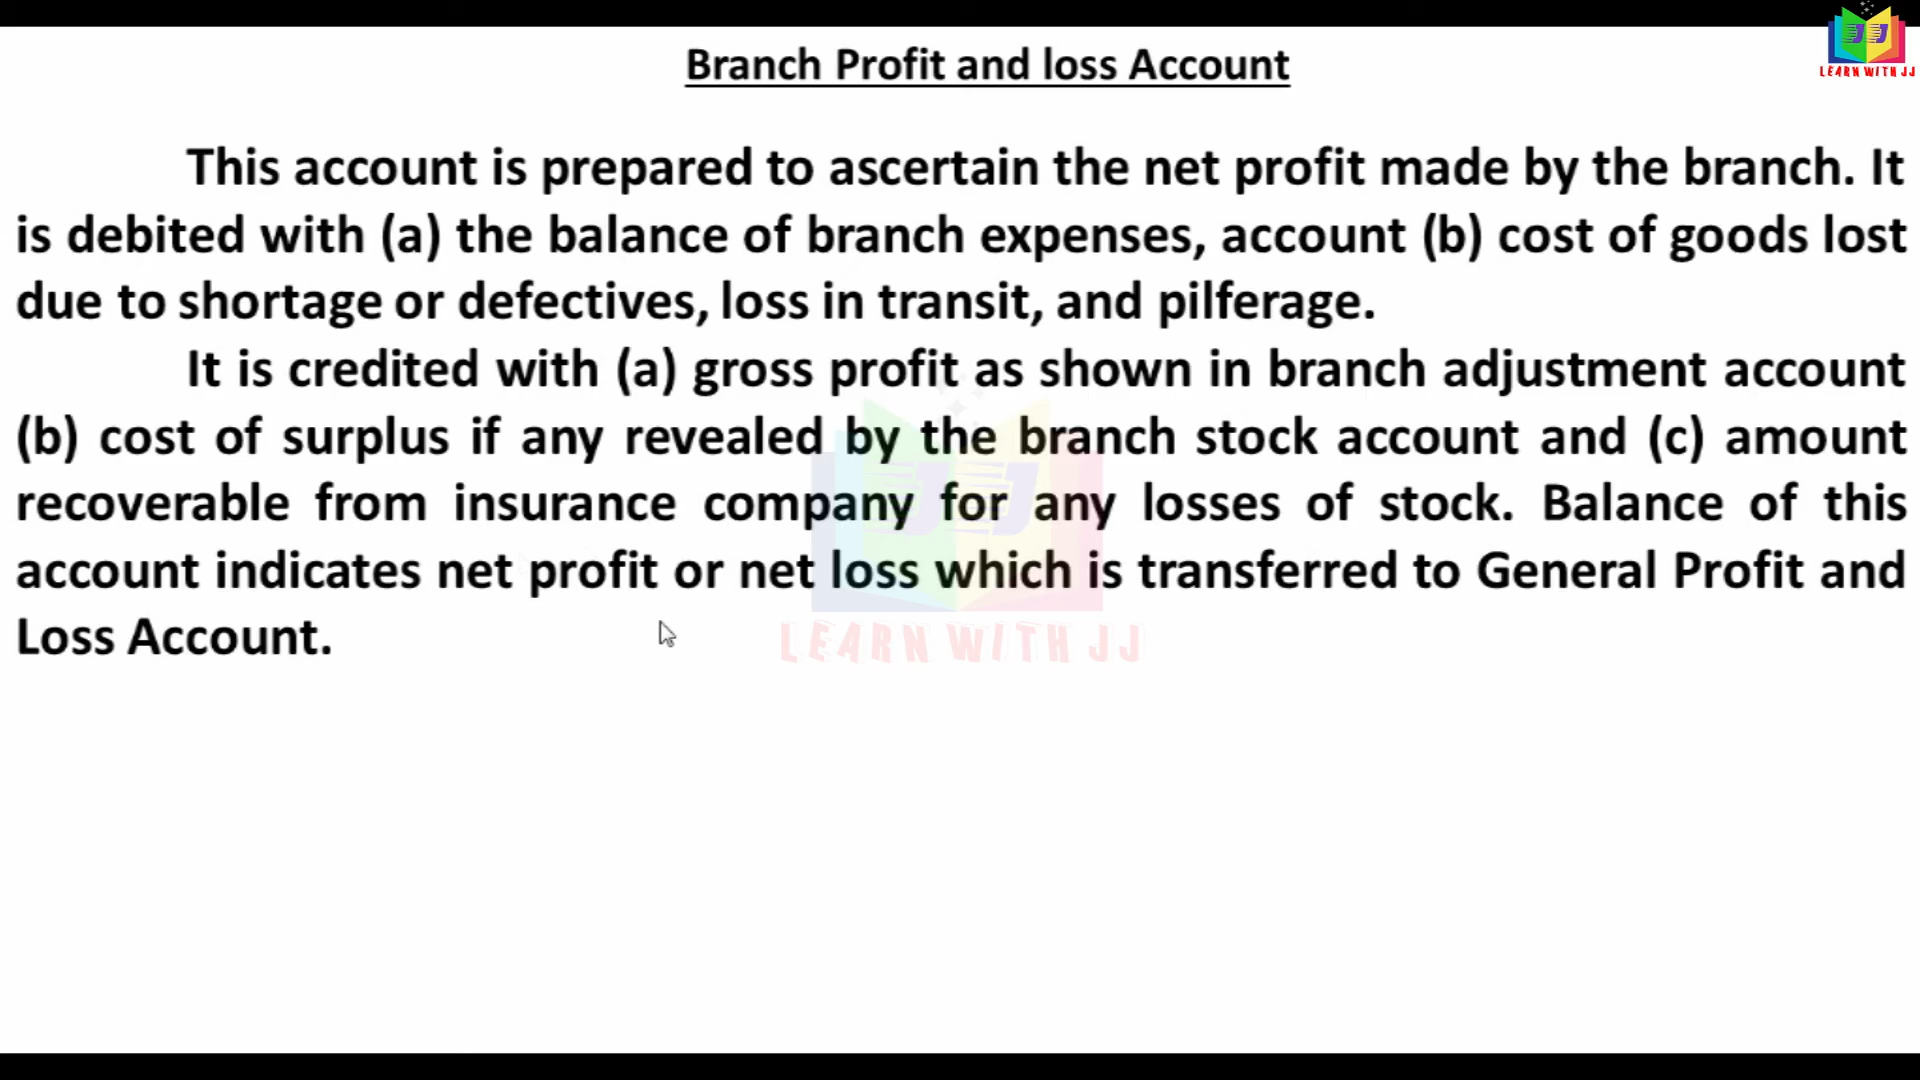 Branch Profit and loss Account
JJ
LEARN WITH JJ
This account is prepared to ascertain the net profit made by the branch. It
is debited with (a) the balance of branch expenses, account (b) cost of goods lost
due to shortage or defectives, loss in transit, and pilferage.
It is credited with (a) gross profit as shown in branch adjustment account
(b) cost of surplus if any revealed by the branch stock account and (c) amount
recoverable from insurance company for any losses of stock. Balance of this
account indicates net profit or net loss which is transferred to General Profit and
Loss Account.
JJ
LEARN WITH JJ